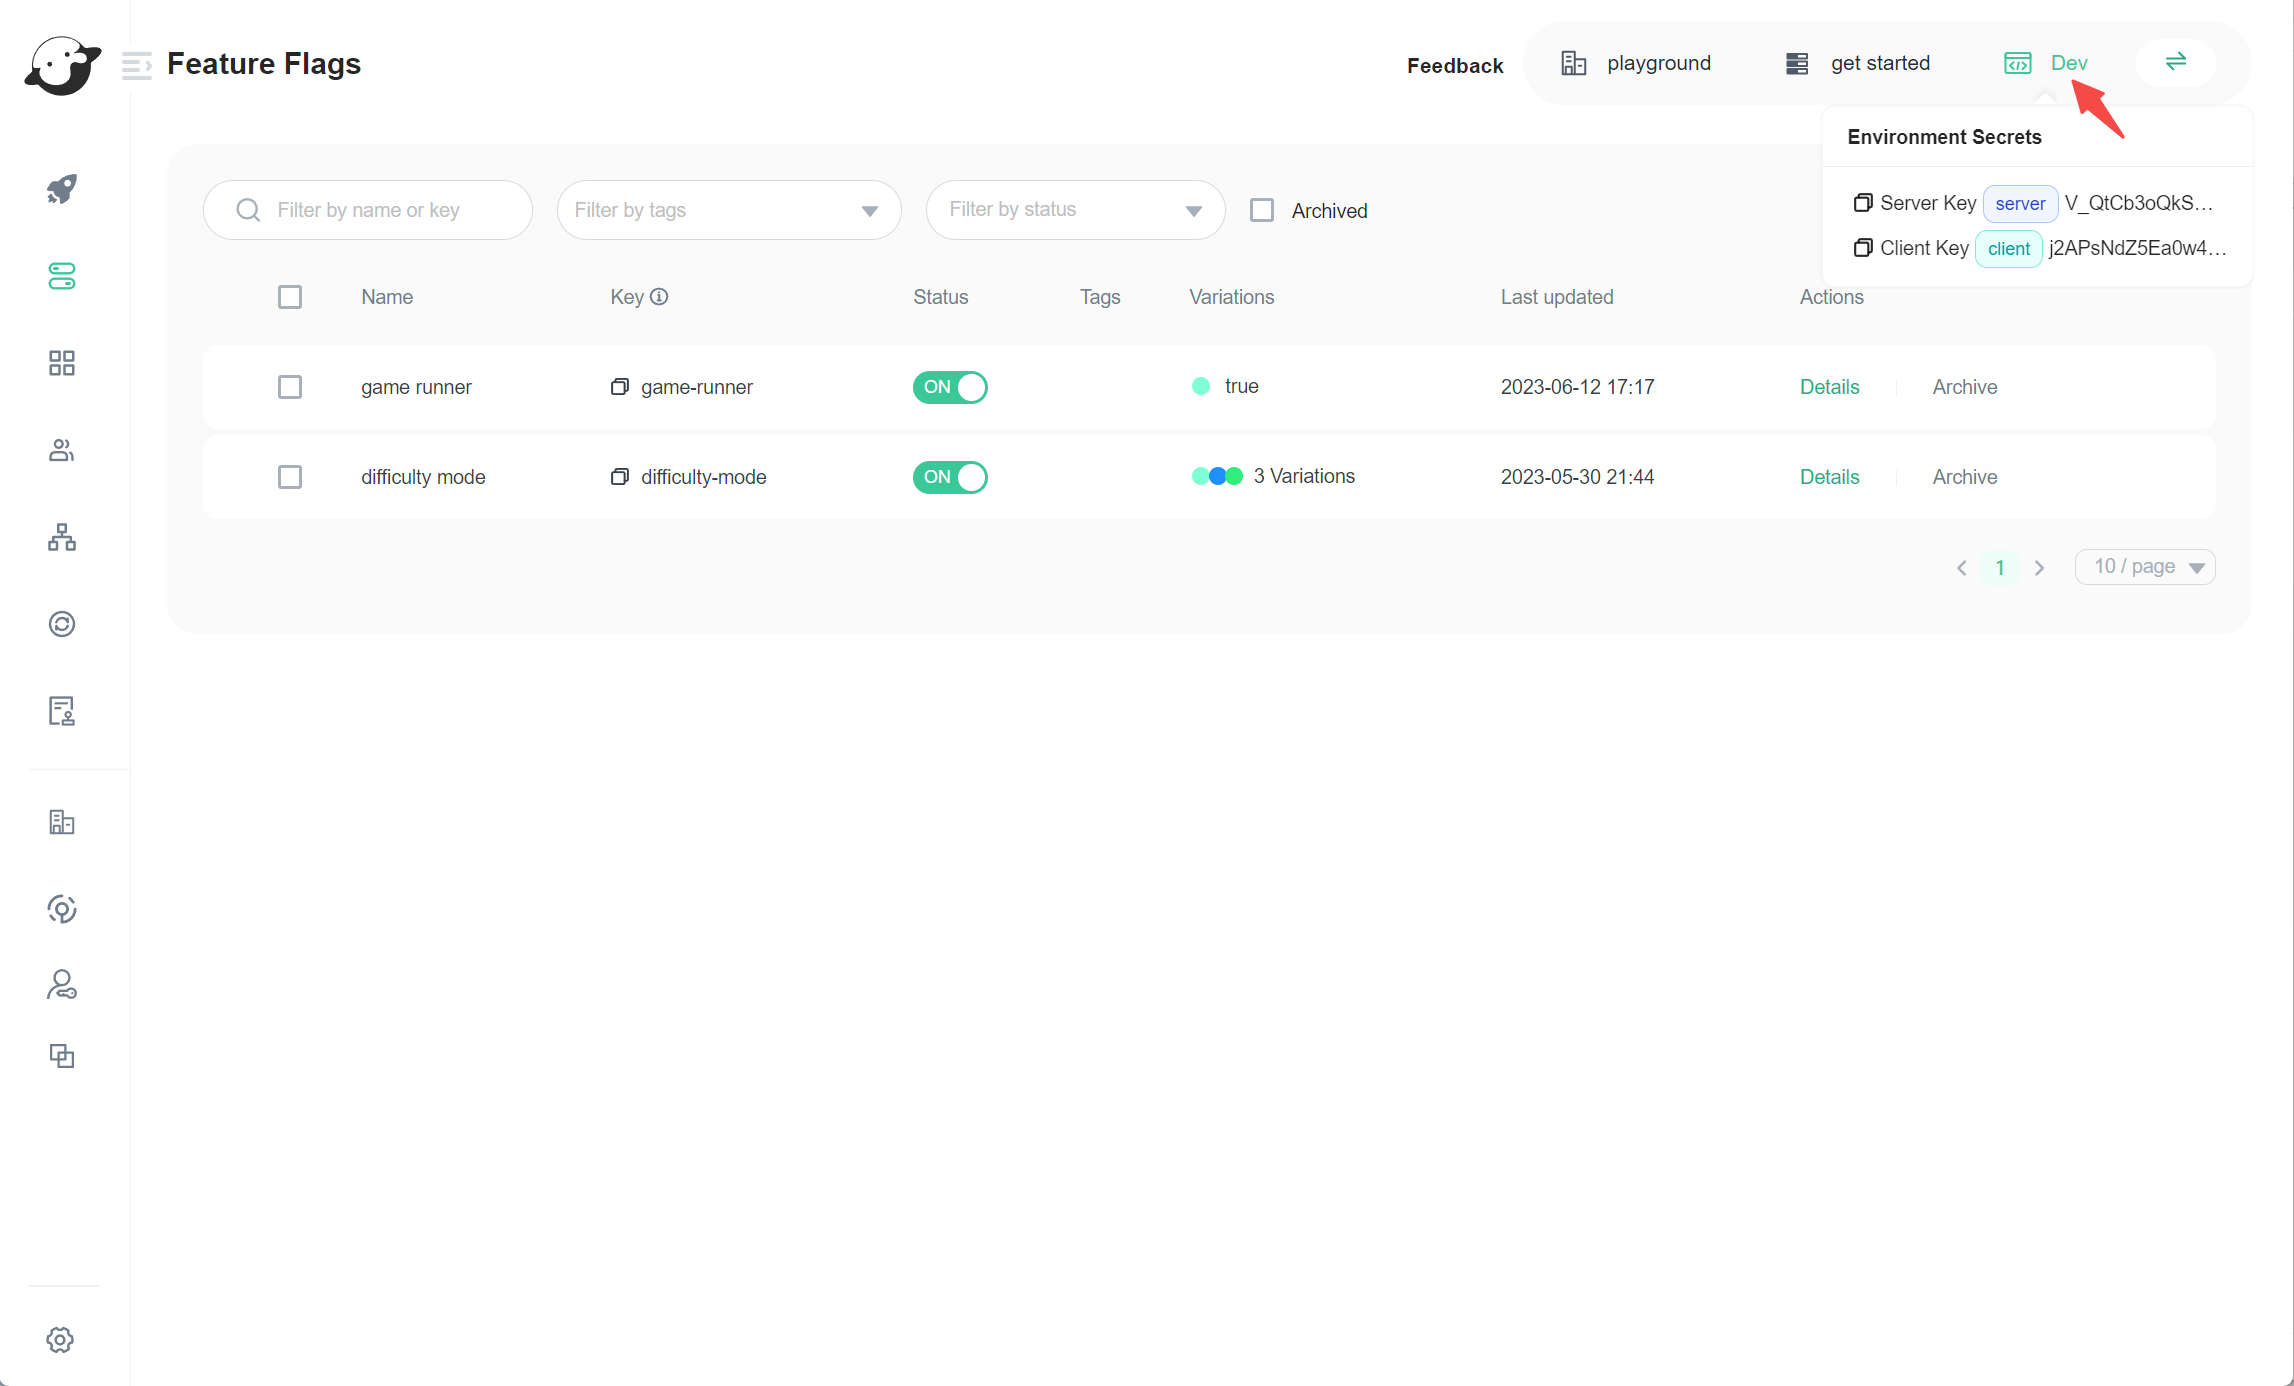 Feature Flags
Feedback
playground
get started
Dev
Environment Secrets
Server Key server V_QtCb3oQkS...
Client Key client j2APsNdZ5Ea0w4...
Filter by name or key
Filter by tags
Filter by status
Archived
Name Key Status Tags Variations Last updated Actions
game runner game-runner ON true 2023-06-12 17:17 Details Archive
difficulty mode difficulty-mode ON 3 Variations 2023-05-30 21:44 Details Archive
1 10 / page